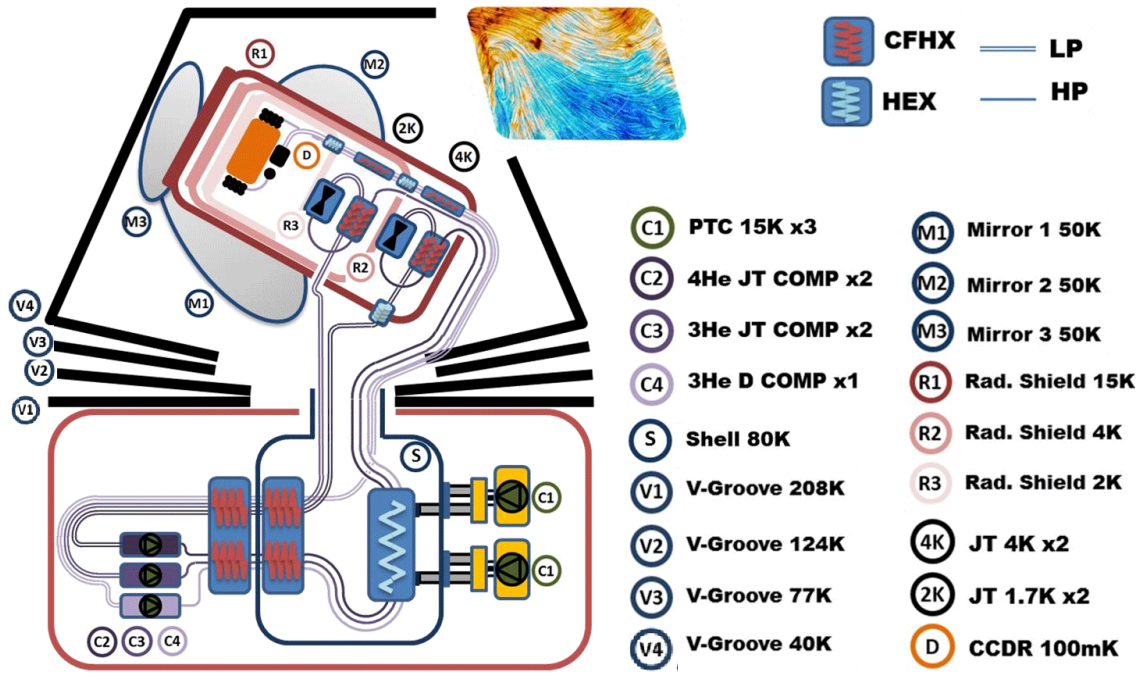 CFHX
LP
HEX
HP
R1
M2
2K
4K
D
M3
R3
R2
M1
V4
V3
V2
V1
S
C1
C1
C2 C3 C4
C1 PTC 15K x3
C2 4He JT COMP x2
C3 3He JT COMP x2
C4 3He D COMP x1
S Shell 80K
V1 V-Groove 208K
V2 V-Groove 124K
V3 V-Groove 77K
V4 V-Groove 40K
M1 Mirror 1 50K
M2 Mirror 2 50K
M3 Mirror 3 50K
R1 Rad. Shield 15K
R2 Rad. Shield 4K
R3 Rad. Shield 2K
4K JT 4K x2
2K JT 1.7K x2
D CCDR 100mK